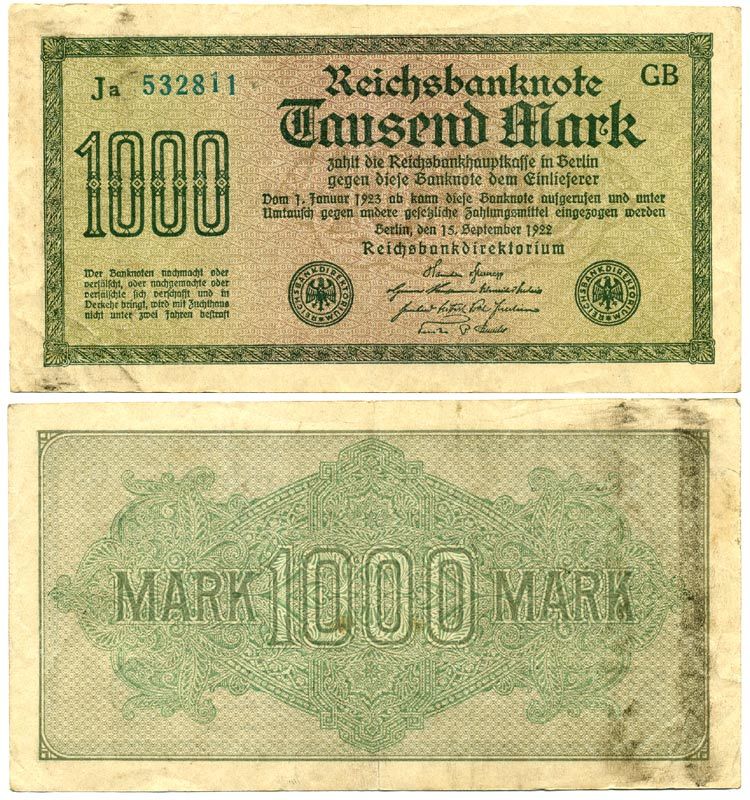 Ja 532811
Reichsbanknote
GB
Tausend Mark
1000
zahlt die Reichsbankhauptkasse in Berlin
gegen diese Banknote dem Einlieferer
Vom 1. Januar 1923 ab kann diese Banknote aufgerufen und unter
Umtausch gegen andere gesetzliche Zahlungsmittel eingezogen werden
Berlin, den 15. September 1922
Reichsbankdirektorium
Wer Banknoten nachmacht oder
verfälscht, oder nachgemachte oder
verfälschte sich verschafft und in
Verkehr bringt, wird mit Zuchthaus
nicht unter zwei Jahren bestraft
REICHSBANKDIREKTORIUM
REICHSBANKDIREKTORIUM
MARK 1000 MARK